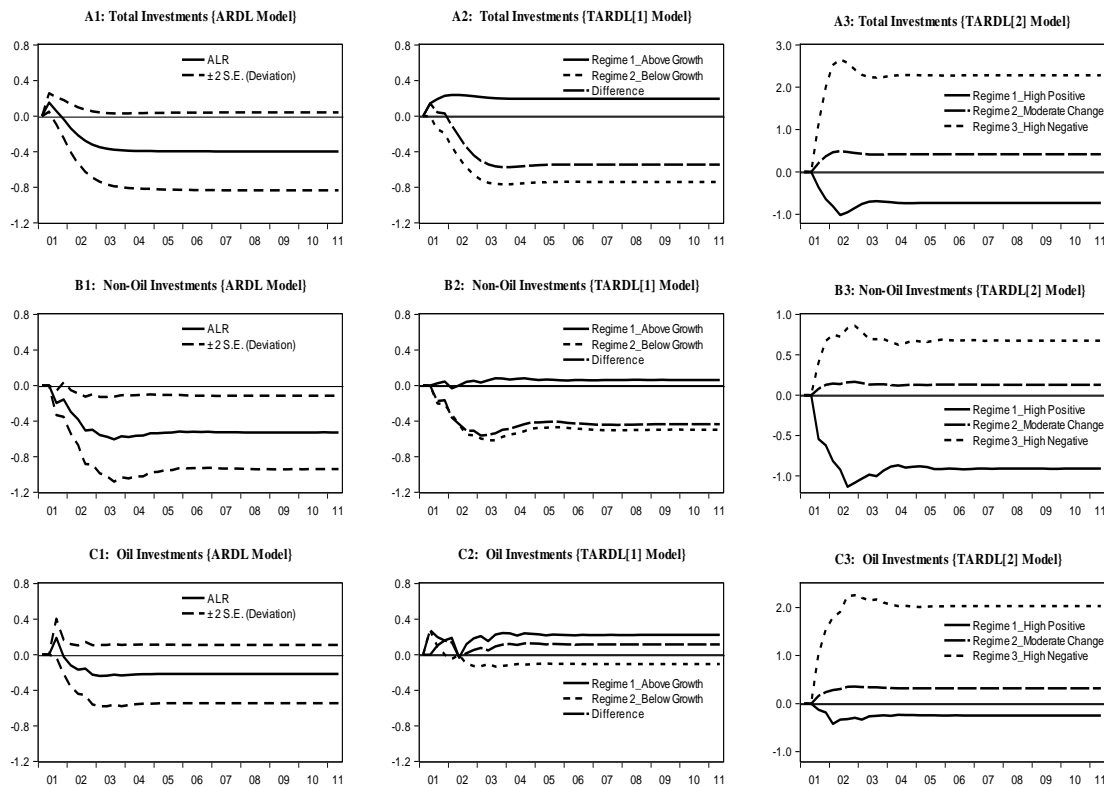 A1: Total Investments {ARDL Model}
0.8
0.4
0.0
-0.4
-0.8
-1.2
ALR
±2 S.E. (Deviation)
01 02 03 04 05 06 07 08 09 10 11
A2: Total Investments {TARDL[1] Model}
0.8
0.4
0.0
-0.4
-0.8
-1.2
Regime 1_Above Growth
Regime 2_Below Growth
Difference
01 02 03 04 05 06 07 08 09 10 11
A3: Total Investments {TARDL[2] Model}
3.0
2.0
1.0
0.0
-1.0
Regime 1_High Positive
Regime 2_Moderate Change
Regime 3_High Negative
01 02 03 04 05 06 07 08 09 10 11
B1: Non-Oil Investments {ARDL Model}
0.8
0.4
0.0
-0.4
-0.8
-1.2
ALR
±2 S.E. (Deviation)
01 02 03 04 05 06 07 08 09 10 11
B2: Non-Oil Investments {TARDL[1] Model}
0.8
0.4
0.0
-0.4
-0.8
-1.2
Regime 1_Above Growth
Regime 2_Below Growth
Difference
01 02 03 04 05 06 07 08 09 10 11
B3: Non-Oil Investments {TARDL[2] Model}
1.0
0.5
0.0
-0.5
-1.0
Regime 1_High Positive
Regime 2_Moderate Change
Regime 3_High Negative
01 02 03 04 05 06 07 08 09 10 11
C1: Oil Investments {ARDL Model}
0.8
0.4
0.0
-0.4
-0.8
-1.2
ALR
±2 S.E. (Deviation)
01 02 03 04 05 06 07 08 09 10 11
C2: Oil Investments {TARDL[1] Model}
0.8
0.4
0.0
-0.4
-0.8
-1.2
Regime 1_Above Growth
Regime 2_Below Growth
Difference
01 02 03 04 05 06 07 08 09 10 11
C3: Oil Investments {TARDL[2] Model}
2.0
1.0
0.0
-1.0
Regime 1_High Positive
Regime 2_Moderate Change
Regime 3_High Negative
01 02 03 04 05 06 07 08 09 10 11